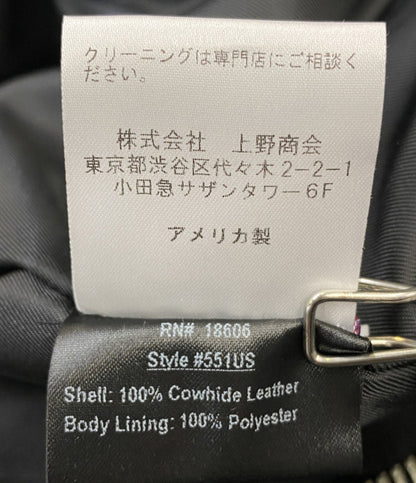 クリーニングは専門店にご相談く
ださい。
株式会社 上野商会
東京都渋谷区代々木2-2-1
小田急サザンタワー6F
アメリカ製
RN# 18606
Style #551US
Shell: 100% Cowhide Leather
Body Lining: 100% Polyester